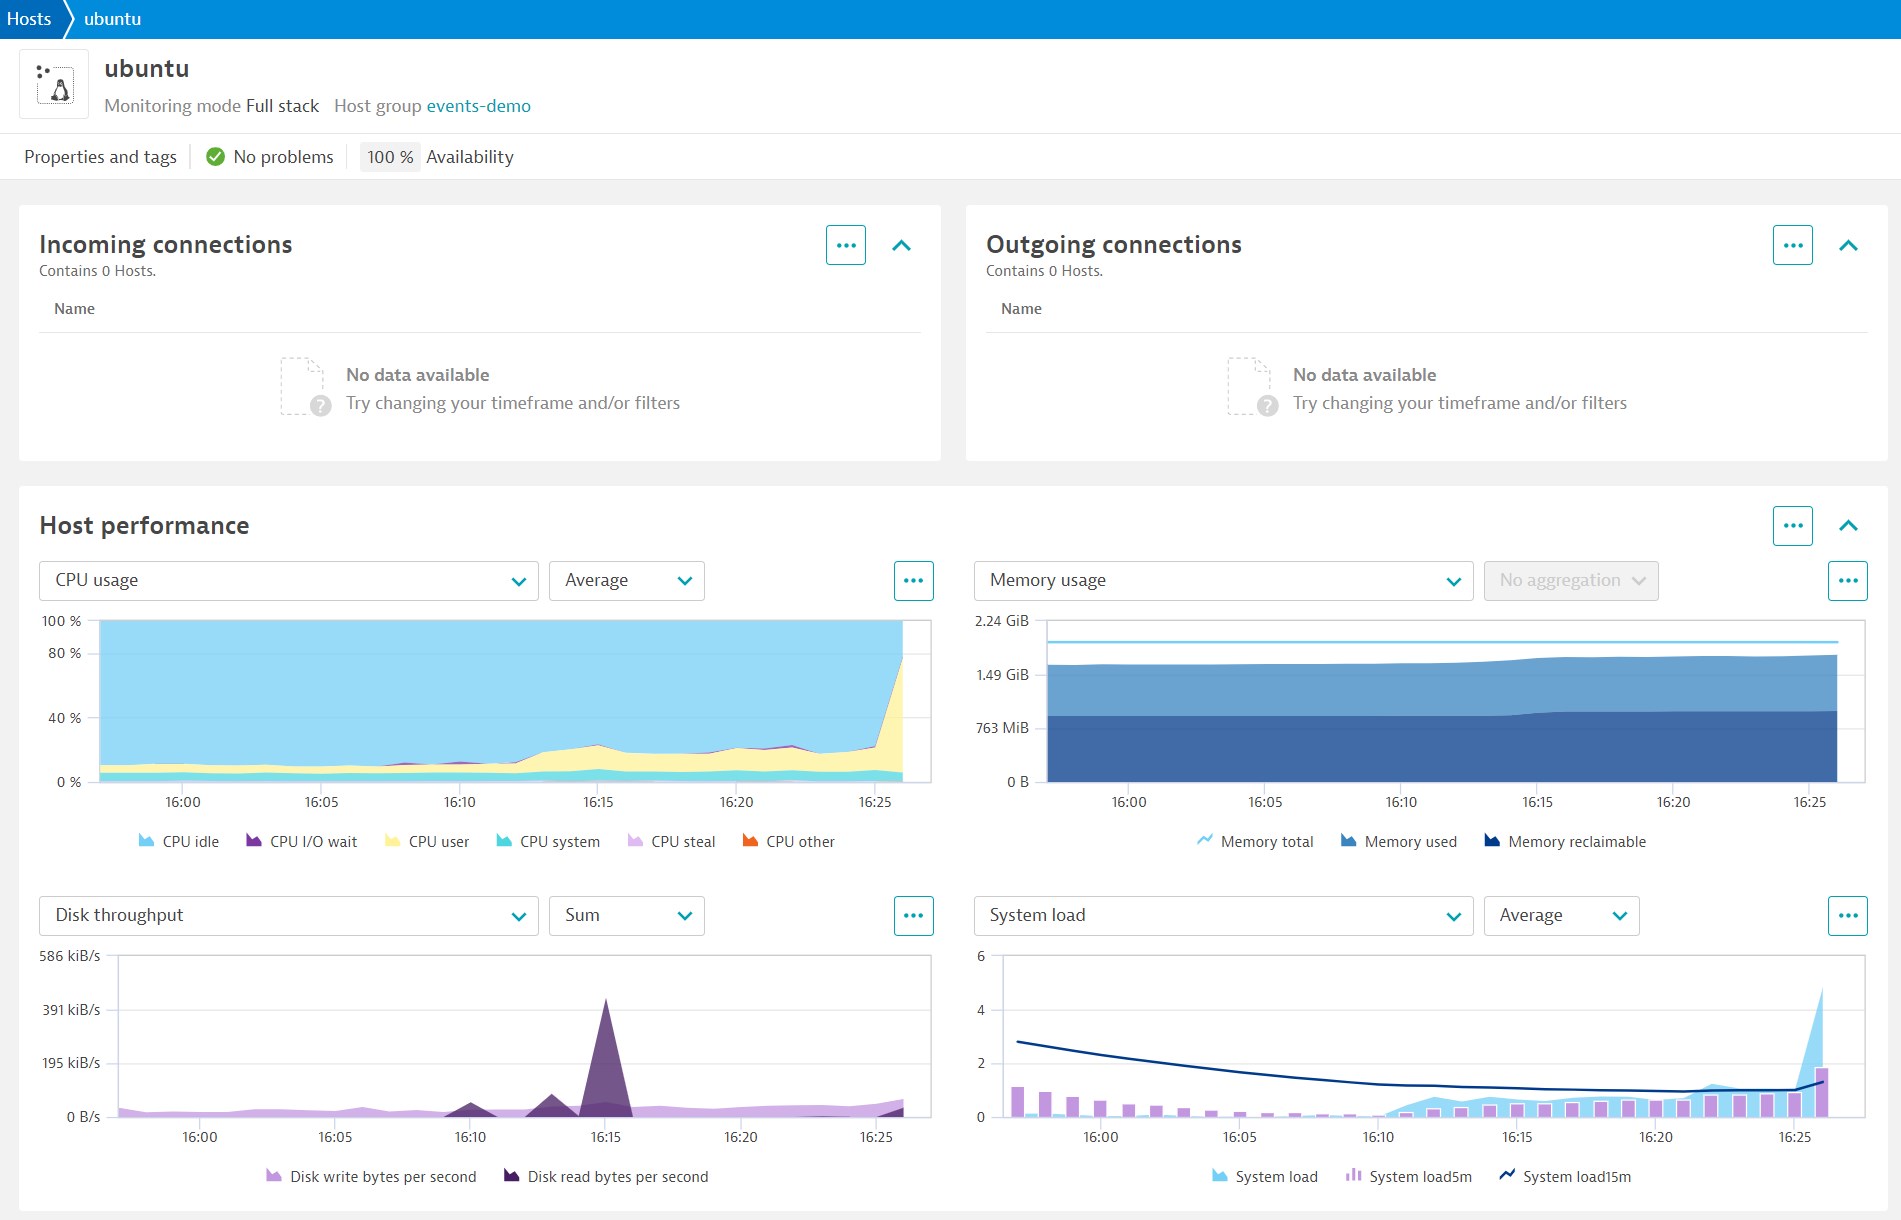 Hosts ubuntu
ubuntu
Monitoring mode Full stack Host group events-demo
Properties and tags No problems 100 % Availability
Incoming connections
Contains 0 Hosts.
Name
No data available
Try changing your timeframe and/or filters
Outgoing connections
Contains 0 Hosts.
Name
No data available
Try changing your timeframe and/or filters
Host performance
CPU usage Average
100 %
80 %
40 %
0 %
16:00 16:05 16:10 16:15 16:20 16:25
CPU idle CPU I/O wait CPU user CPU system CPU steal CPU other
Memory usage No aggregation
2.24 GiB
1.49 GiB
763 MiB
0 B
16:00 16:05 16:10 16:15 16:20 16:25
Memory total Memory used Memory reclaimable
Disk throughput Sum
586 kiB/s
391 kiB/s
195 kiB/s
0 B/s
16:00 16:05 16:10 16:15 16:20 16:25
Disk write bytes per second Disk read bytes per second
System load Average
6
4
2
0
16:00 16:05 16:10 16:15 16:20 16:25
System load System load5m System load15m